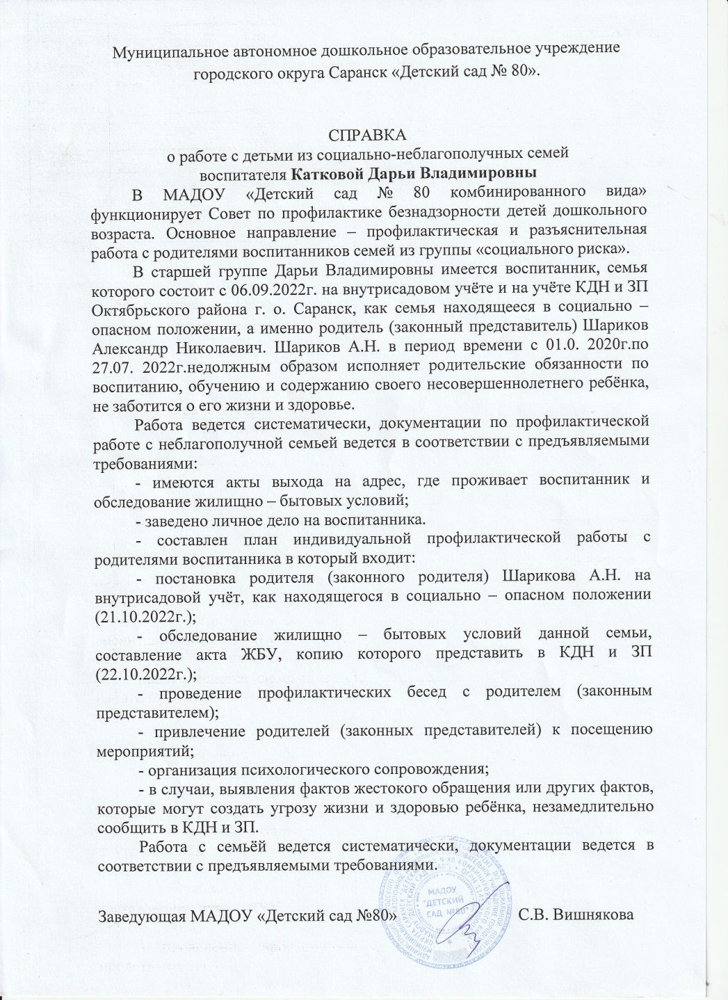 Муниципальное автономное дошкольное образовательное учреждение
городского округа Саранск «Детский сад № 80».
СПРАВКА
о работе с детьми из социально-неблагополучных семей
воспитателя Катковой Дарьи Владимировны
В МАДОУ «Детский сад № 80 комбинированного вида»
функционирует Совет по профилактике безнадзорности детей дошкольного
возраста. Основное направление – профилактическая и разъяснительная
работа с родителями воспитанников семей из группы «социального риска».
В старшей группе Дарьи Владимировны имеется воспитанник, семья
которого состоит с 06.09.2022г. на внутрисадовом учёте и на учёте КДН и ЗП
Октябрьского района г. о. Саранск, как семья находящееся в социально –
опасном положении, а именно родитель (законный представитель) Шариков
Александр Николаевич. Шариков А.Н. в период времени с 01.0. 2020г.по
27.07. 2022г.недолжным образом исполняет родительские обязанности по
воспитанию, обучению и содержанию своего несовершеннолетнего ребёнка,
не заботится о его жизни и здоровье.
Работа ведется систематически, документации по профилактической
работе с неблагополучной семьей ведется в соответствии с предъявляемыми
требованиями:
- имеются акты выхода на адрес, где проживает воспитанник и
обследование жилищно – бытовых условий;
- заведено личное дело на воспитанника.
- составлен план индивидуальной профилактической работы с
родителями воспитанника в который входит:
- постановка родителя (законного родителя) Шарикова А.Н. на
внутрисадовой учёт, как находящегося в социально – опасном положении
(21.10.2022г.);
- обследование жилищно – бытовых условий данной семьи,
составление акта ЖБУ, копию которого представить в КДН и ЗП
(22.10.2022г.);
- проведение профилактических бесед с родителем (законным
представителем);
- привлечение родителей (законных представителей) к посещению
мероприятий;
- организация психологического сопровождения;
- в случаи, выявления фактов жестокого обращения или других фактов,
которые могут создать угрозу жизни и здоровью ребёнка, незамедлительно
сообщить в КДН и ЗП.
Работа с семьёй ведется систематически, документации ведется в
соответствии с предъявляемыми требованиями.
Заведующая МАДОУ «Детский сад №80» С.В. Вишнякова
МАДОУ
"ДЕТСКИЙ
САД №80"